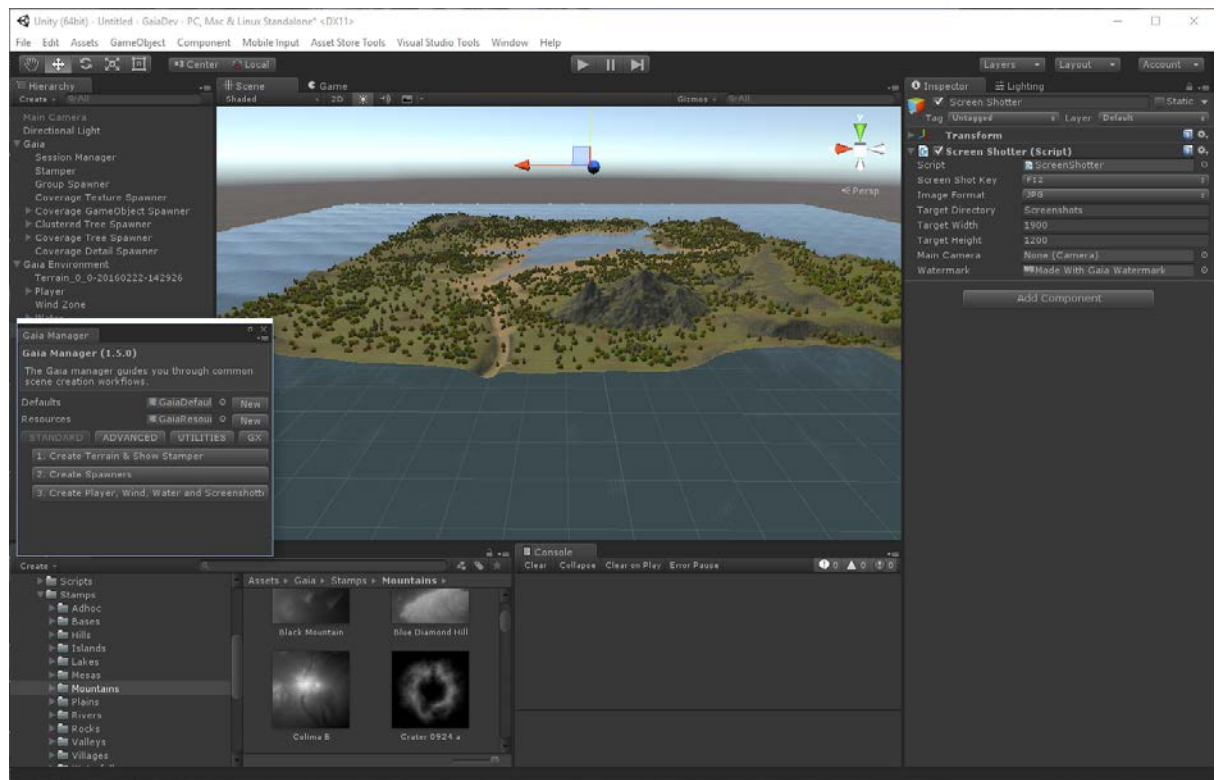 Unity (64bit) - Untitled - GaiaDev - PC, Mac & Linux Standalone* <DX11>
File Edit Assets GameObject Component Mobile Input Asset Store Tools Visual Studio Tools Window Help
Center Local Layers Layout Account
Hierarchy
Create All
Main Camera
Directional Light
Gaia
Session Manager
Stamper
Group Spawner
Coverage Texture Spawner
Coverage GameObject Spawner
Clustered Tree Spawner
Coverage Tree Spawner
Coverage Detail Spawner
Gaia Environment
Terrain_0_0-20160222-142926
Player
Wind Zone
Water
Scene Game
Shaded 2D Gizmos All
y
Persp
Inspector Lighting
Screen Shotter Static
Tag Untagged Layer Default
Transform
Screen Shotter (Script)
Script ScreenShotter
Screen Shot Key F12
Image Format JPG
Target Directory Screenshots
Target Width 1900
Target Height 1200
Main Camera None (Camera)
Watermark Made With Gaia Watermark
Add Component
Gaia Manager
Gaia Manager (1.5.0)
The Gaia manager guides you through common
scene creation workflows.
Defaults GaiaDefaul New
Resources GaiaResoui New
STANDARD ADVANCED UTILITIES GX
1. Create Terrain & Show Stamper
2. Create Spawners
3. Create Player, Wind, Water and Screenshott
Create
Scripts
Stamps
Adhoc
Bases
Hills
Islands
Lakes
Mesas
Mountains
Plains
Rivers
Rocks
Valleys
Villages
Assets Gaia Stamps Mountains
Black Mountain Blue Diamond Hill
Colima B Crater 0924 a
Console
Clear Collapse Clear on Play Error Pause 0 0 0